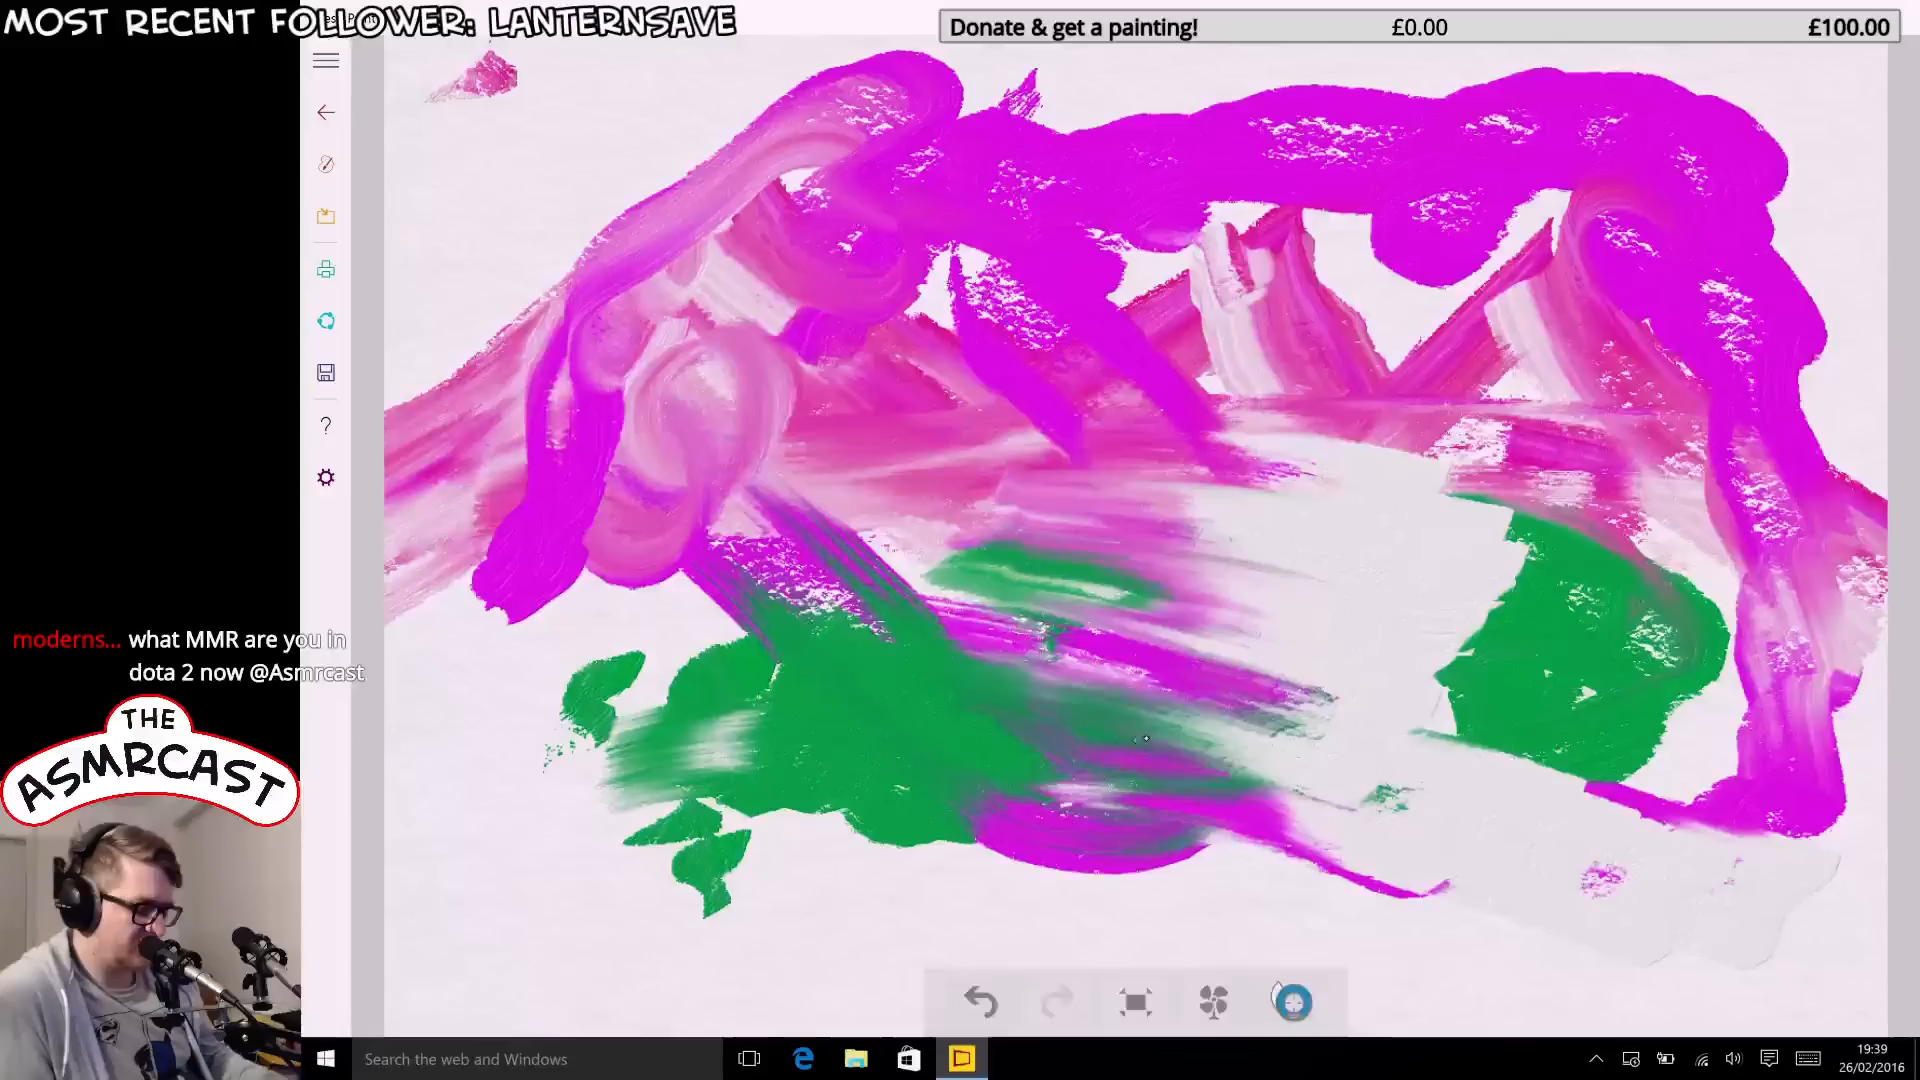 MOST RECENT FOLLOWER: LANTERNSAVE
Donate & get a painting! £0.00 £100.00
moderns... what MMR are you in
dota 2 now @Asmrcast
THE
ASMRCAST
Search the web and Windows
19:39
26/02/2016